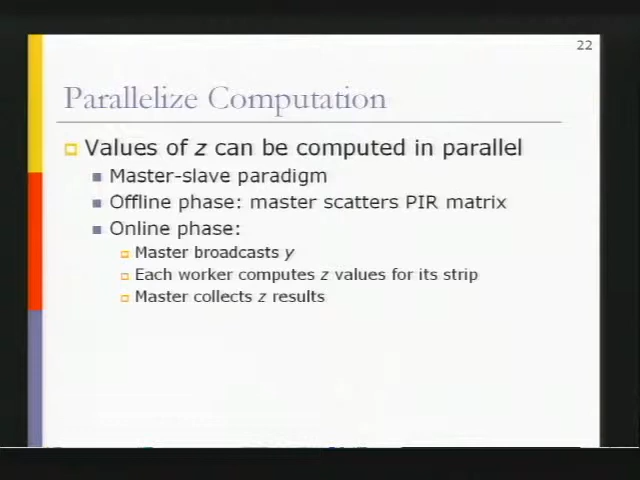 22
Parallelize Computation
Values of z can be computed in parallel
Master-slave paradigm
Offline phase: master scatters PIR matrix
Online phase:
Master broadcasts y
Each worker computes z values for its strip
Master collects z results